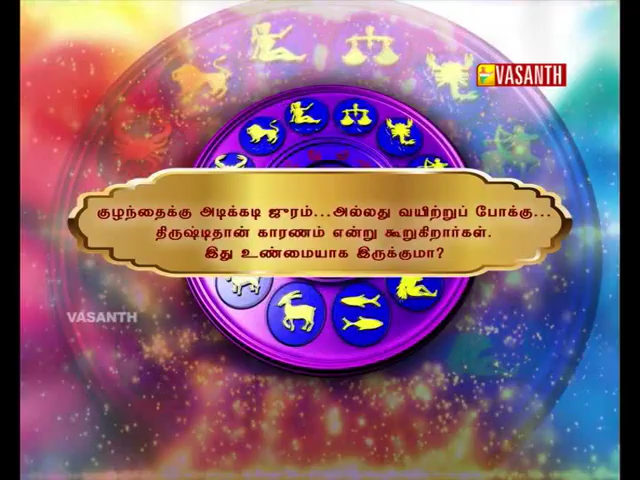 VASANTH
குழந்தைக்கு அடிக்கடி ஜுரம்...அல்லது வயிற்றுப் போக்கு...
திருஷ்டிதான் காரணம் என்று கூறுகிறார்கள்.
இது உண்மையாக இருக்குமா?
VASANTH